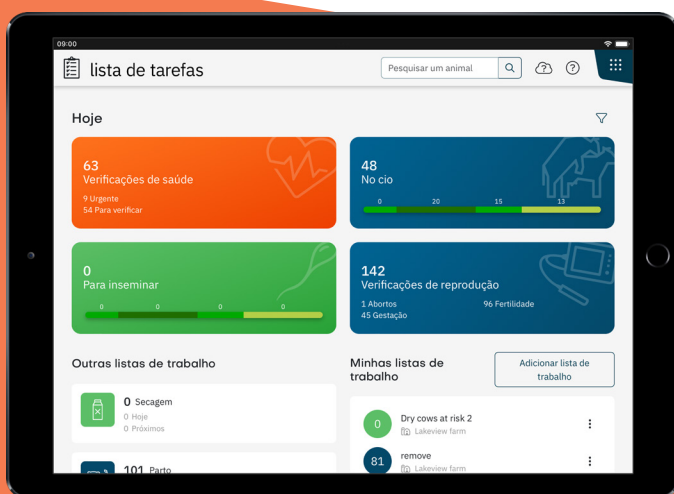 09:00
lista de tarefas
Pesquisar um animal
Hoje
63
Verificações de saúde
9 Urgente
54 Para verificar
48
No cio
0 20 15 13
0
Para inseminar
0 0 0 0
142
Verificações de reprodução
1 Abortos 96 Fertilidade
45 Gestação
Outras listas de trabalho
0 Secagem
0 Hoje
0 Próximos
101 Parto
Minhas listas de
trabalho
Adicionar lista de
trabalho
0
Dry cows at risk 2
Lakeview farm
81
remove
Lakeview farm